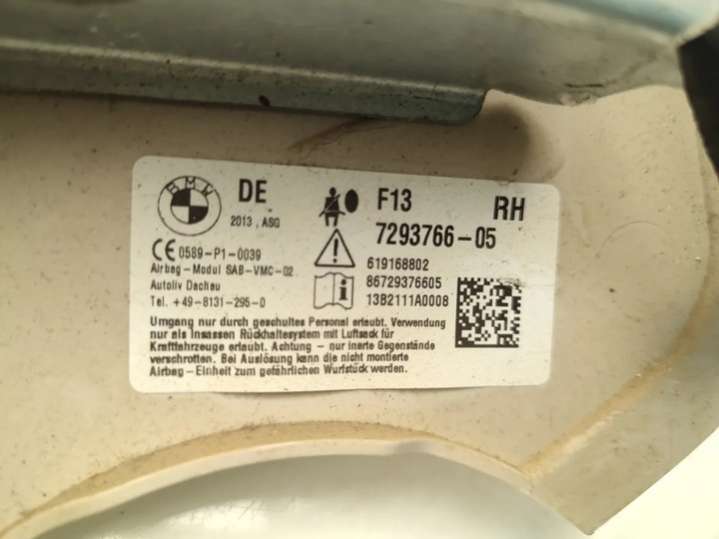 BMW
DE
2013 , ASG
F13
RH
7293766-05
CE 0589-P1-0039
Airbag-Modul SAB-VMC-02
Autoliv Dachau
Tel. +49-8131-295-0
619168802
86729376605
13B2111A0008
Umgang nur durch geschultes Personal erlaubt. Verwendung
nur als Insassen Rückhaltesystem mit Luftsack für
Kraftfahrzeuge erlaubt. Achtung - nur inerte Gegenstände
verschrotten. Bei Auslösung kann die nicht montierte
Airbag-Einheit zum gefährlichen Wurfstück werden.